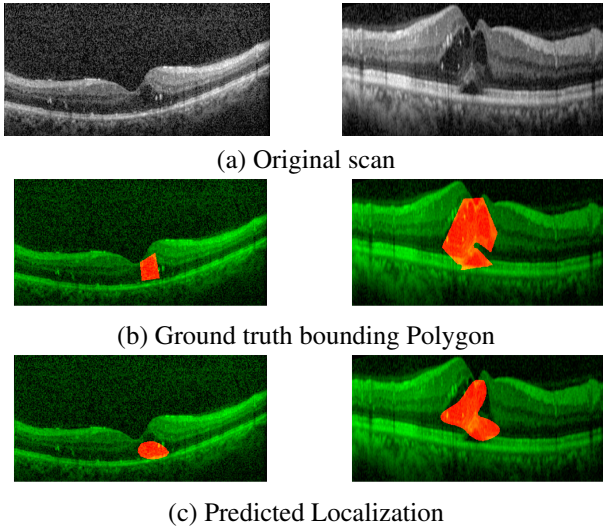 (a) Original scan
(b) Ground truth bounding Polygon
(c) Predicted Localization